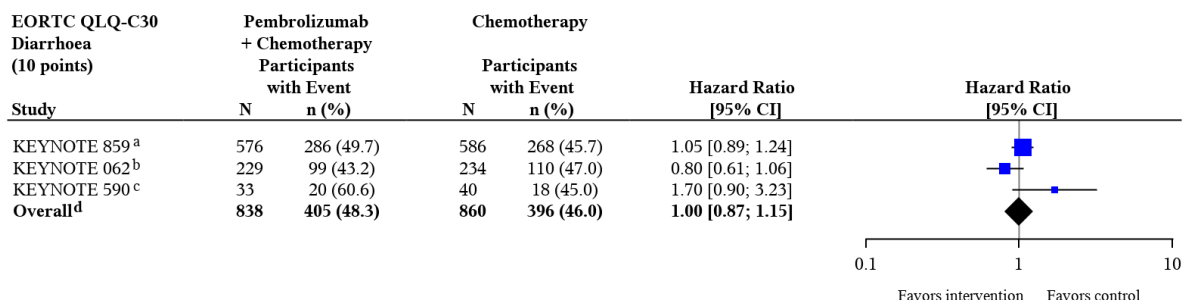 EORTC QLQ-C30 Pembrolizumab Chemotherapy
Diarrhoea + Chemotherapy
(10 points) Participants Participants
with Event with Event Hazard Ratio Hazard Ratio
Study N n (%) N n (%) [95% CI] [95% CI]
KEYNOTE 859 a 576 286 (49.7) 586 268 (45.7) 1.05 [0.89; 1.24]
KEYNOTE 062 b 229 99 (43.2) 234 110 (47.0) 0.80 [0.61; 1.06]
KEYNOTE 590 c 33 20 (60.6) 40 18 (45.0) 1.70 [0.90; 3.23]
Overall d 838 405 (48.3) 860 396 (46.0) 1.00 [0.87; 1.15]
0.1 1 10
Favors intervention Favors control